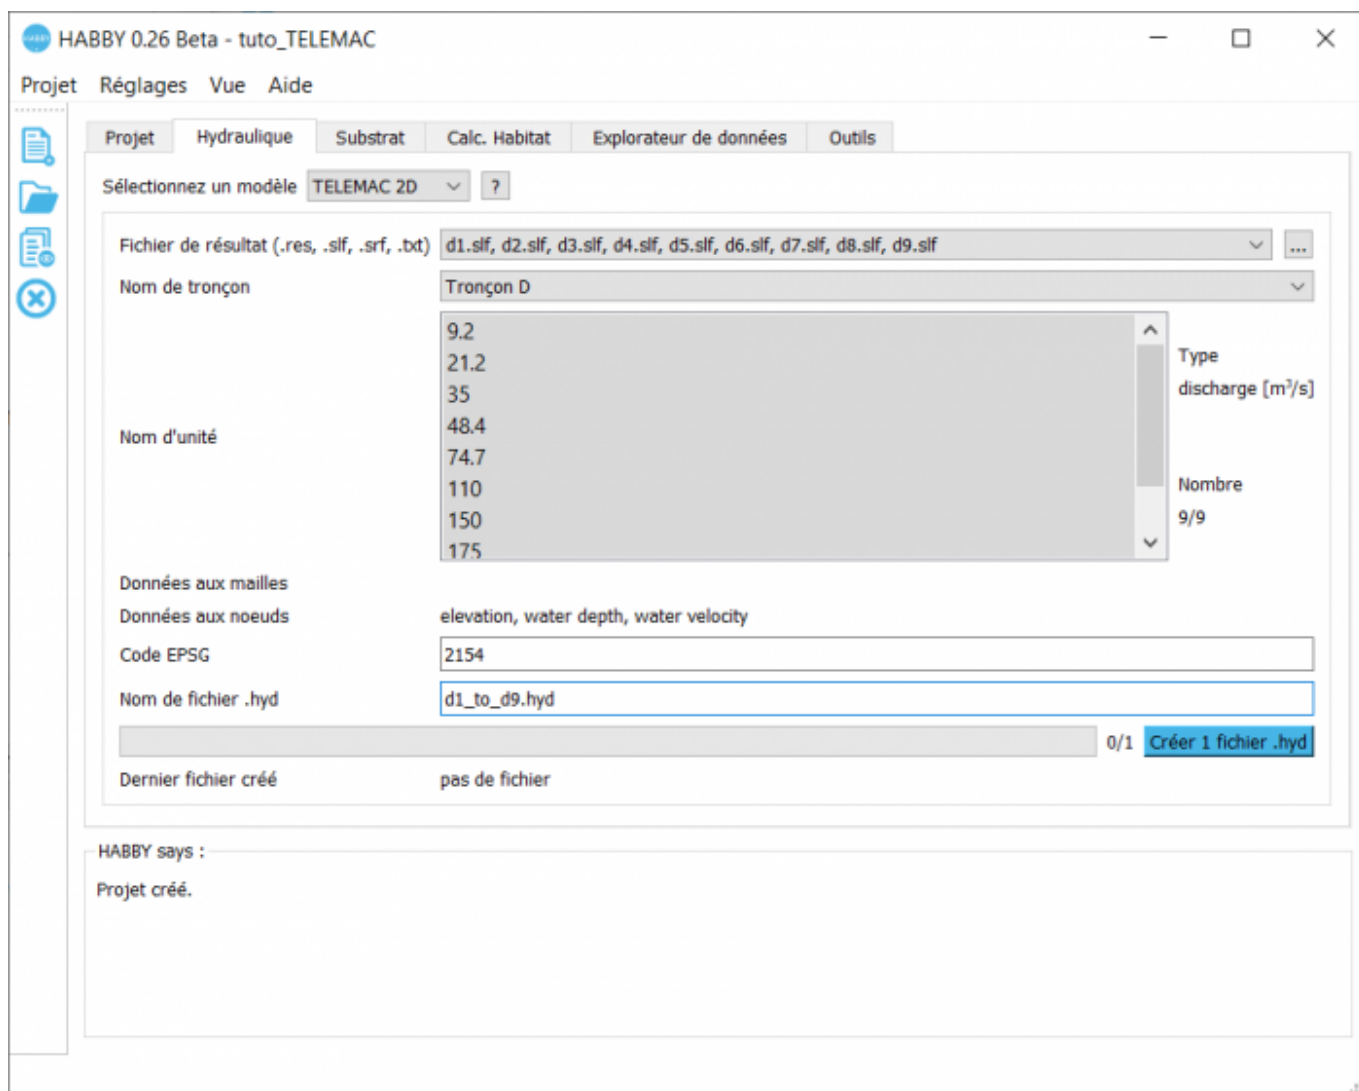 HABBY 0.26 Beta - tuto_TELEMAC
Projet Réglages Vue Aide
Projet Hydraulique Substrat Calc. Habitat Explorateur de données Outils
Sélectionnez un modèle TELEMAC 2D ?
Fichier de résultat (.res, .slf, .srf, .txt) d1.slf, d2.slf, d3.slf, d4.slf, d5.slf, d6.slf, d7.slf, d8.slf, d9.slf ...
Nom de tronçon Tronçon D
9.2
21.2
Type
35
discharge [m³/s]
48.4
Nom d'unité
74.7
110
Nombre
150
9/9
175
Données aux mailles
Données aux noeuds elevation, water depth, water velocity
Code EPSG 2154
Nom de fichier .hyd d1_to_d9.hyd
0/1 Créer 1 fichier .hyd
Dernier fichier créé pas de fichier
HABBY says :
Projet créé.